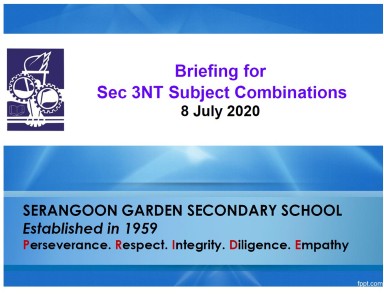 Briefing for
Sec 3NT Subject Combinations
8 July 2020
SERANGOON GARDEN SECONDARY SCHOOL
Established in 1959
Perseverance. Respect. Integrity. Diligence. Empathy
fppt.com